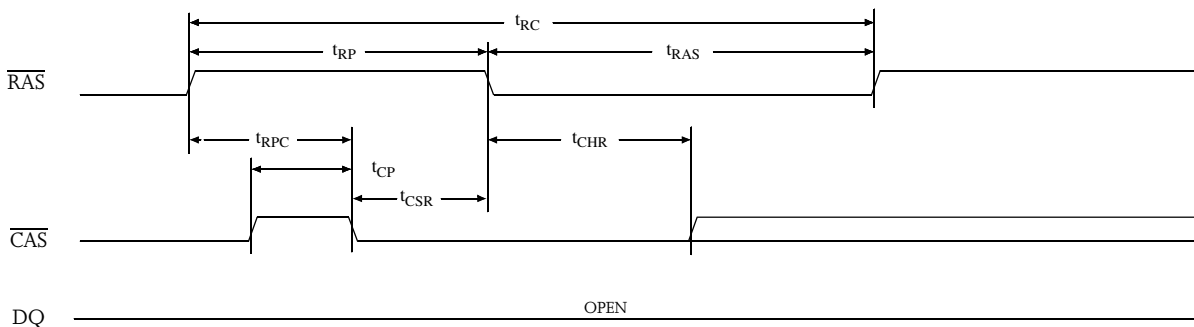 tRC
tRP
tRAS
RAS
tRPC
tCHR
tCP
tCSR
CAS
OPEN
DQ